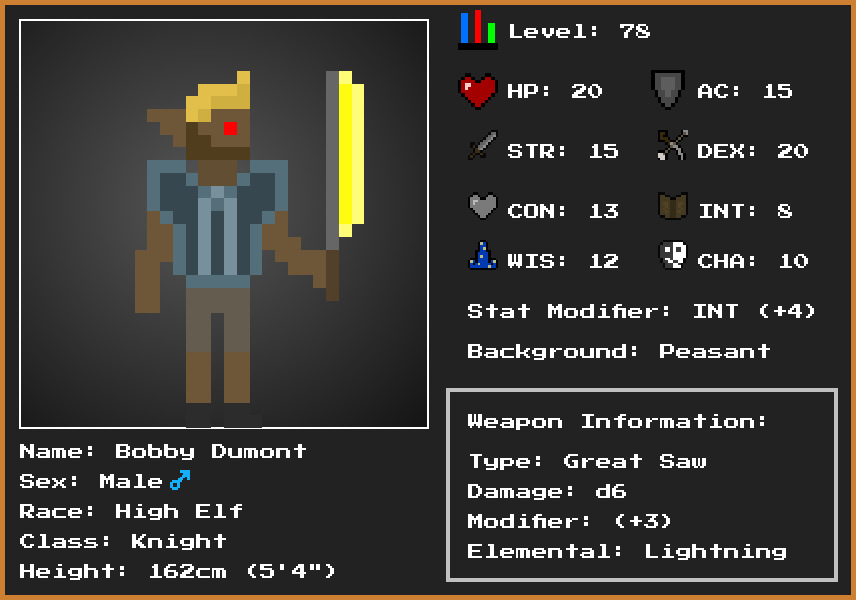 Level: 78
HP: 20 AC: 15
STR: 15 DEX: 20
CON: 13 INT: 8
WIS: 12 CHA: 10
Stat Modifier: INT (+4)
Background: Peasant
Weapon Information:
Type: Great Saw
Damage: d6
Modifier: (+3)
Elemental: Lightning
Name: Bobby Dumont
Sex: Male ♂
Race: High Elf
Class: Knight
Height: 162cm (5'4")